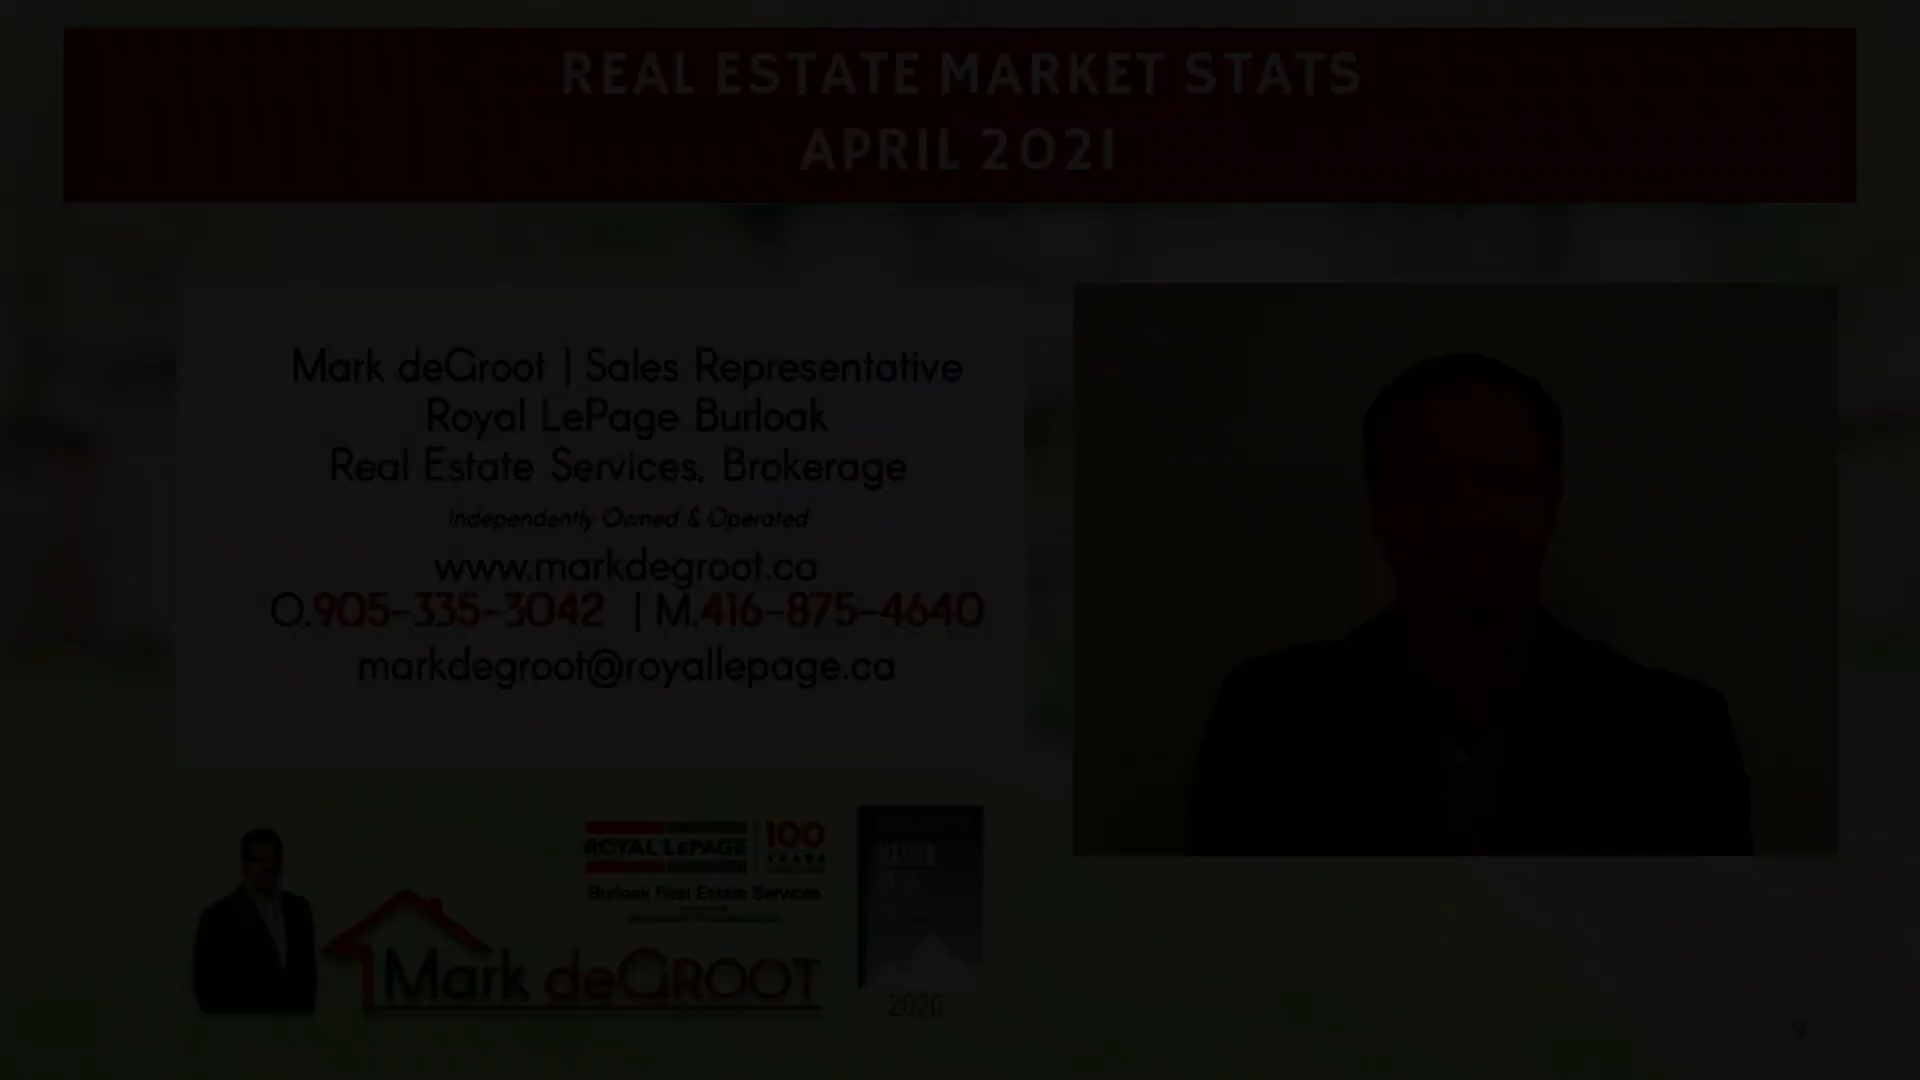 REAL ESTATE MARKET STATS
APRIL 2021
Mark deGroot | Sales Representative
Royal LePage Burloak
Real Estate Services, Brokerage
Independently Owned & Operated
www.markdegroot.ca
O.905-335-3042 | M.416-875-4640
markdegroot@royallepage.ca
ROYAL LEPAGE 100
YEARS
Burloak Real Estate Services
Mark deGROOT
2020
9